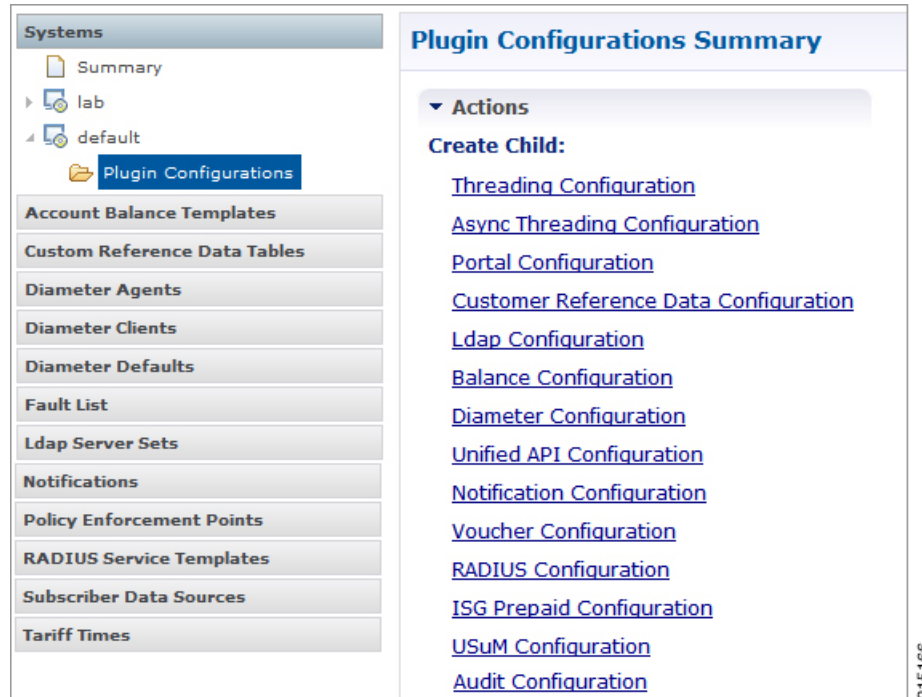 Systems
Summary
lab
default
Plugin Configurations
Account Balance Templates
Custom Reference Data Tables
Diameter Agents
Diameter Clients
Diameter Defaults
Fault List
Ldap Server Sets
Notifications
Policy Enforcement Points
RADIUS Service Templates
Subscriber Data Sources
Tariff Times
Plugin Configurations Summary
Actions
Create Child:
Threading Configuration
Async Threading Configuration
Portal Configuration
Customer Reference Data Configuration
Ldap Configuration
Balance Configuration
Diameter Configuration
Unified API Configuration
Notification Configuration
Voucher Configuration
RADIUS Configuration
ISG Prepaid Configuration
USuM Configuration
Audit Configuration